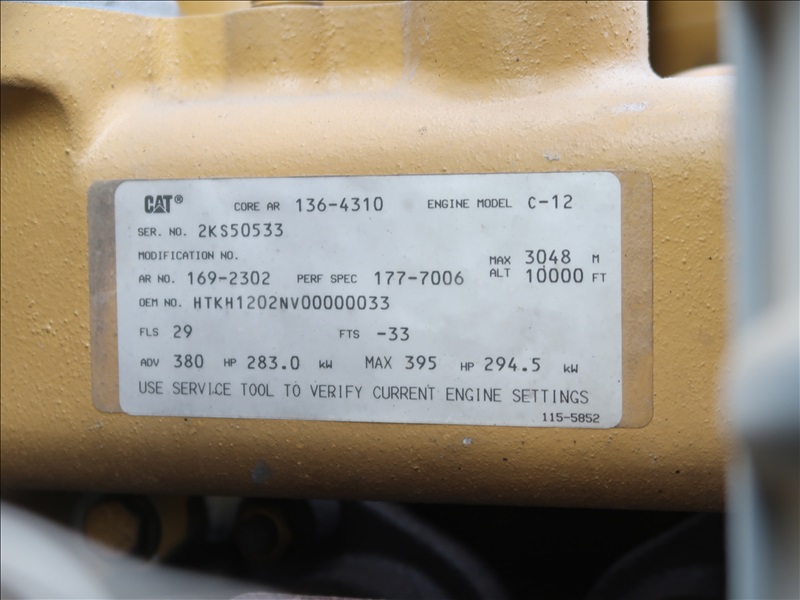 CAT® CORE AR 136-4310 ENGINE MODEL C-12
SER. NO. 2KS50533
MODIFICATION NO. MAX 3048 M
AR NO. 169-2302 PERF SPEC 177-7006 ALT 10000 FT
OEM NO. HTKH1202NV00000033
FLS 29 FTS -33
ADV 380 HP 283.0 kW MAX 395 HP 294.5 kW
USE SERVICE TOOL TO VERIFY CURRENT ENGINE SETTINGS
115-5852